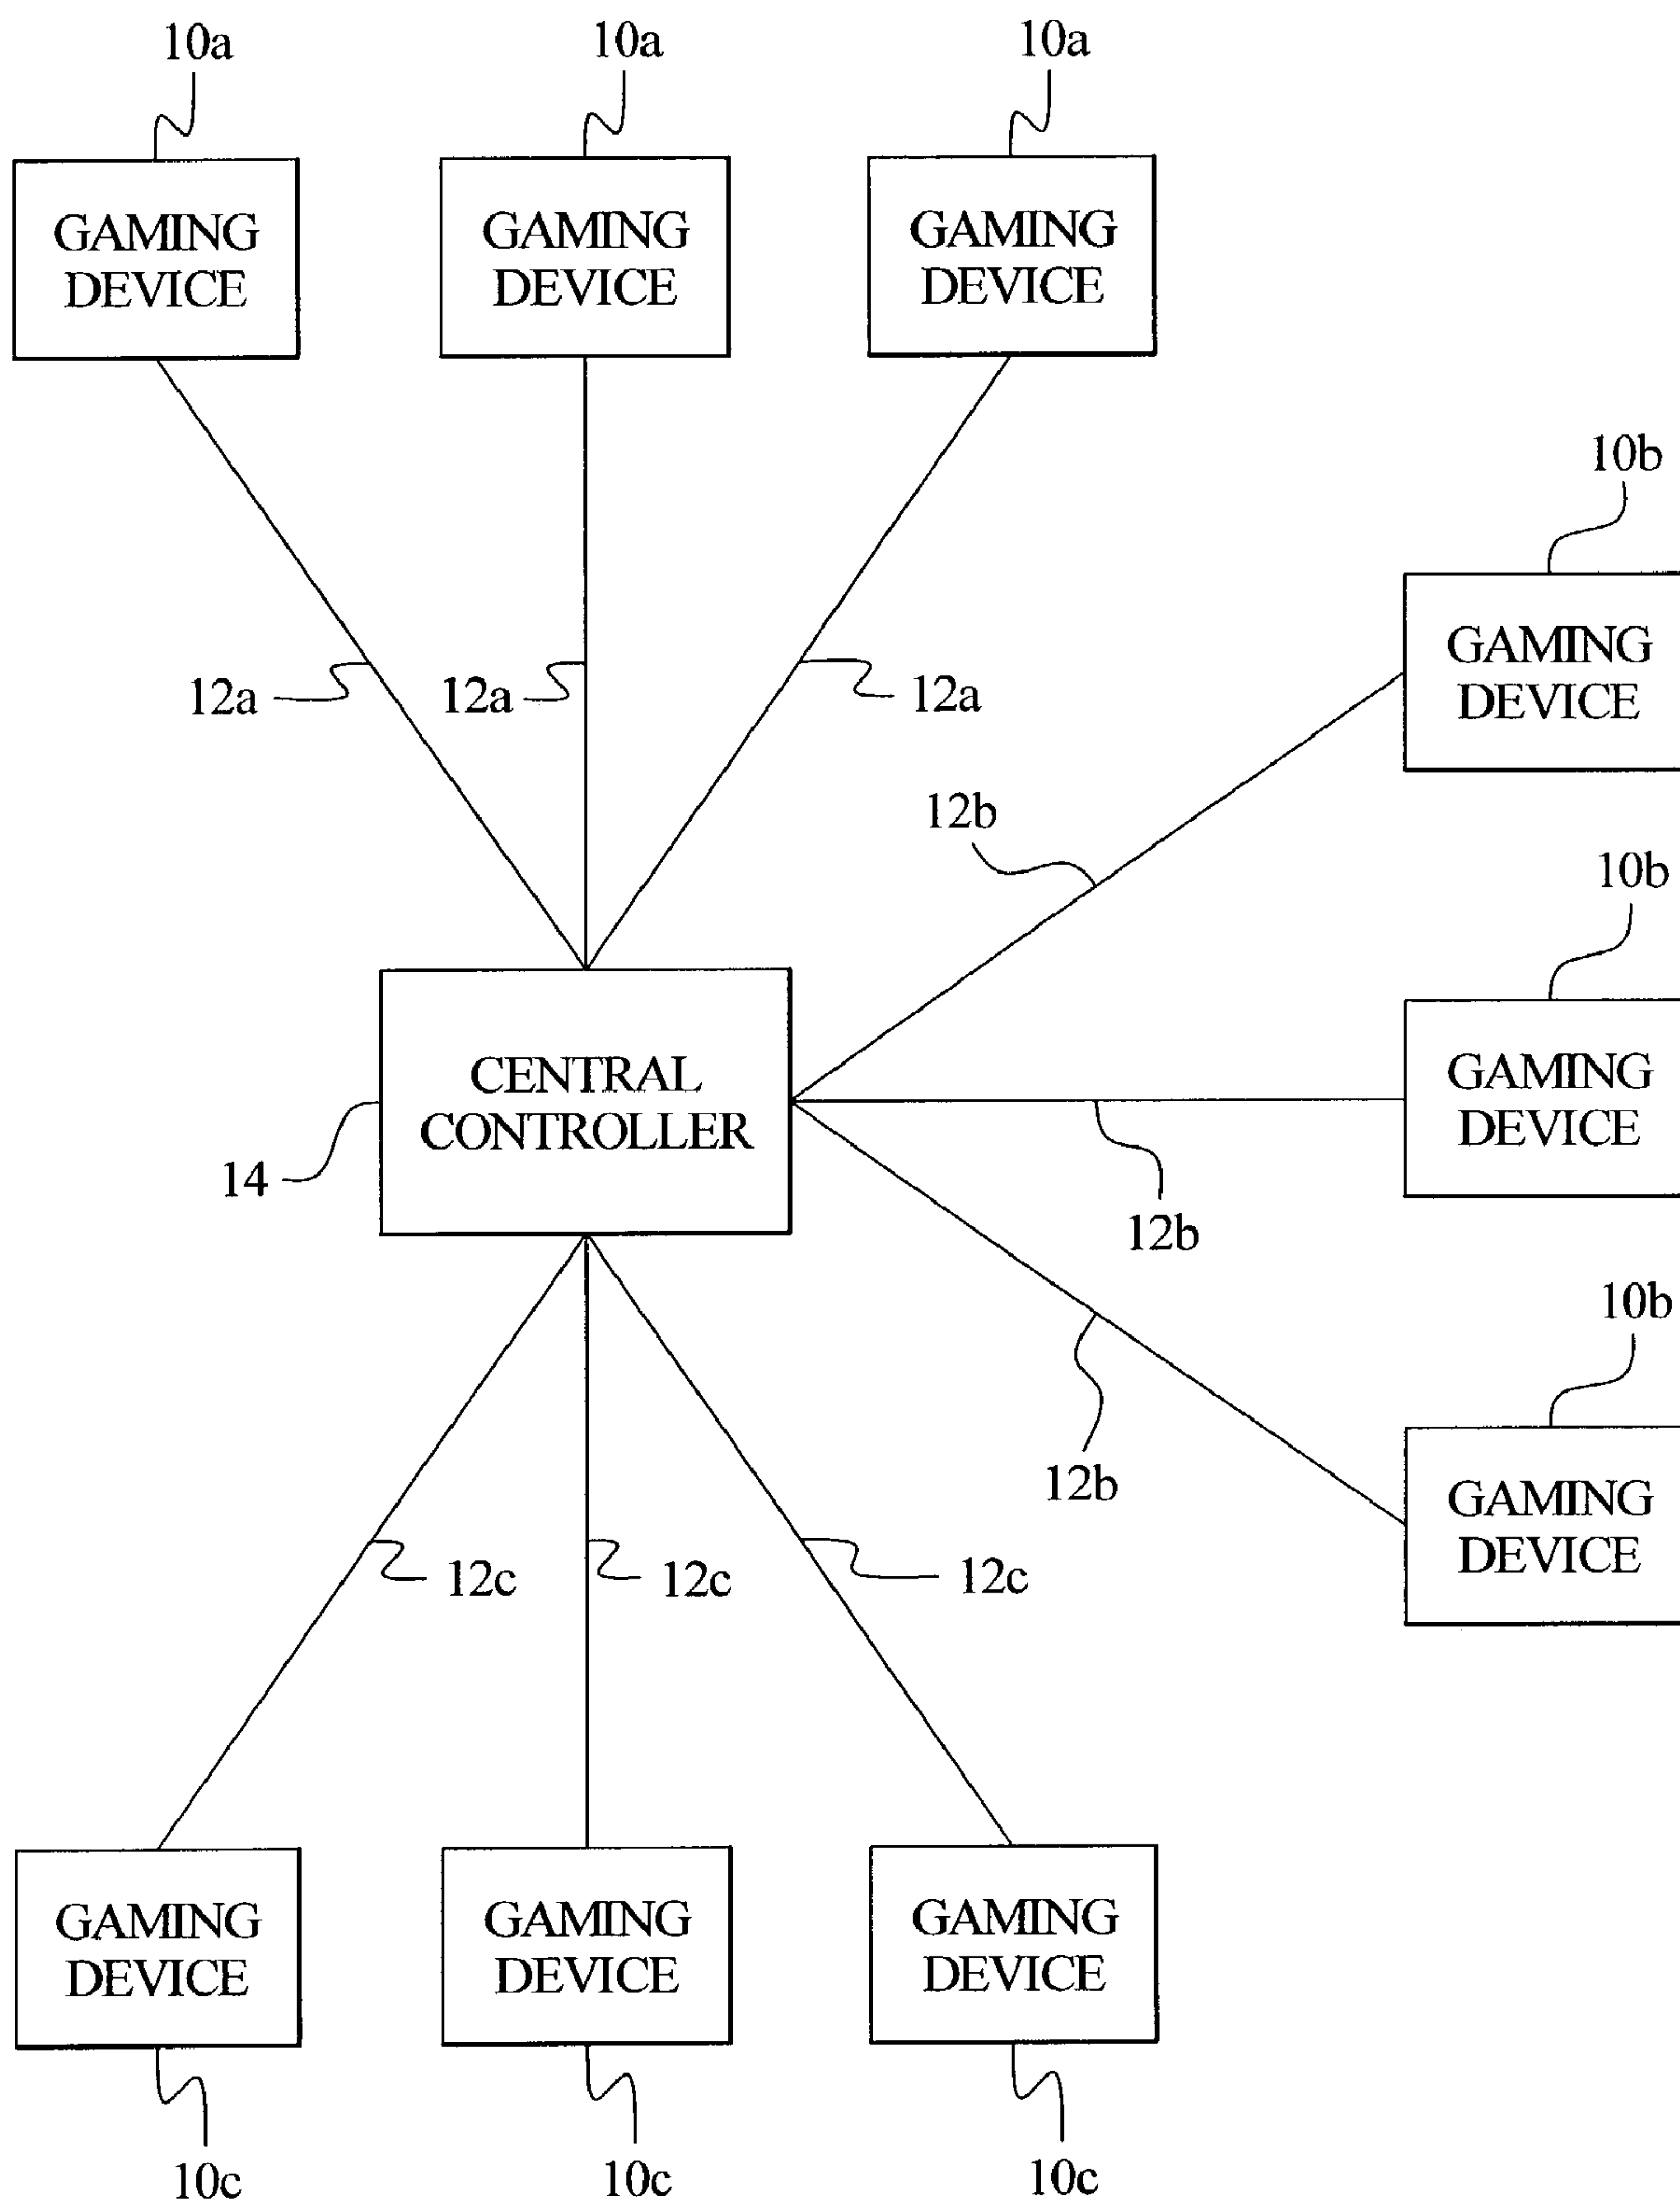 10a 10a 10a
GAMING DEVICE GAMING DEVICE GAMING DEVICE
10b
GAMING
DEVICE
12a 12a 12a
12b
10b
CENTRAL
CONTROLLER
GAMING
DEVICE
14
12b
10b
12b
GAMING
DEVICE
12c 12c 12c
GAMING DEVICE GAMING DEVICE GAMING DEVICE
10c 10c 10c